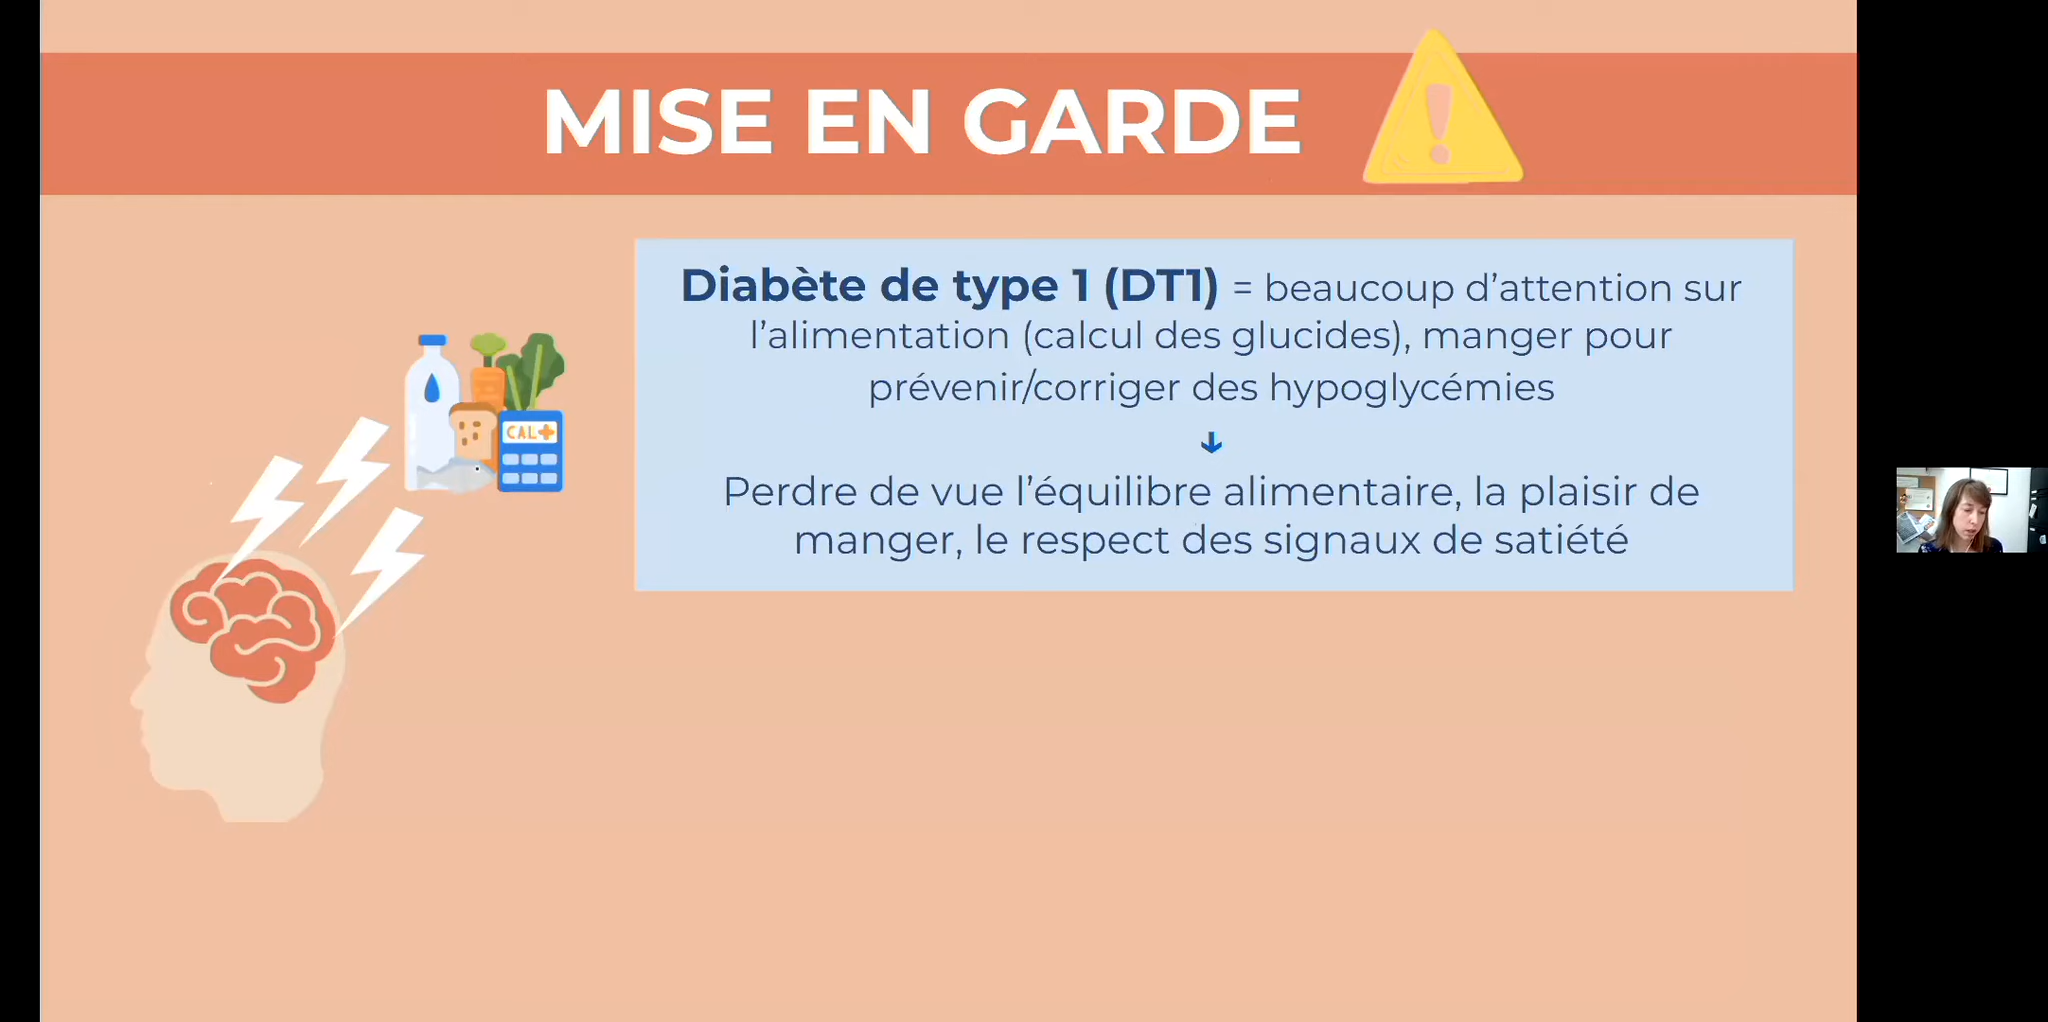 MISE EN GARDE
Diabète de type 1 (DT1) = beaucoup d'attention sur
l'alimentation (calcul des glucides), manger pour
prévenir/corriger des hypoglycémies
Perdre de vue l'équilibre alimentaire, la plaisir de
manger, le respect des signaux de satiété
CAL+